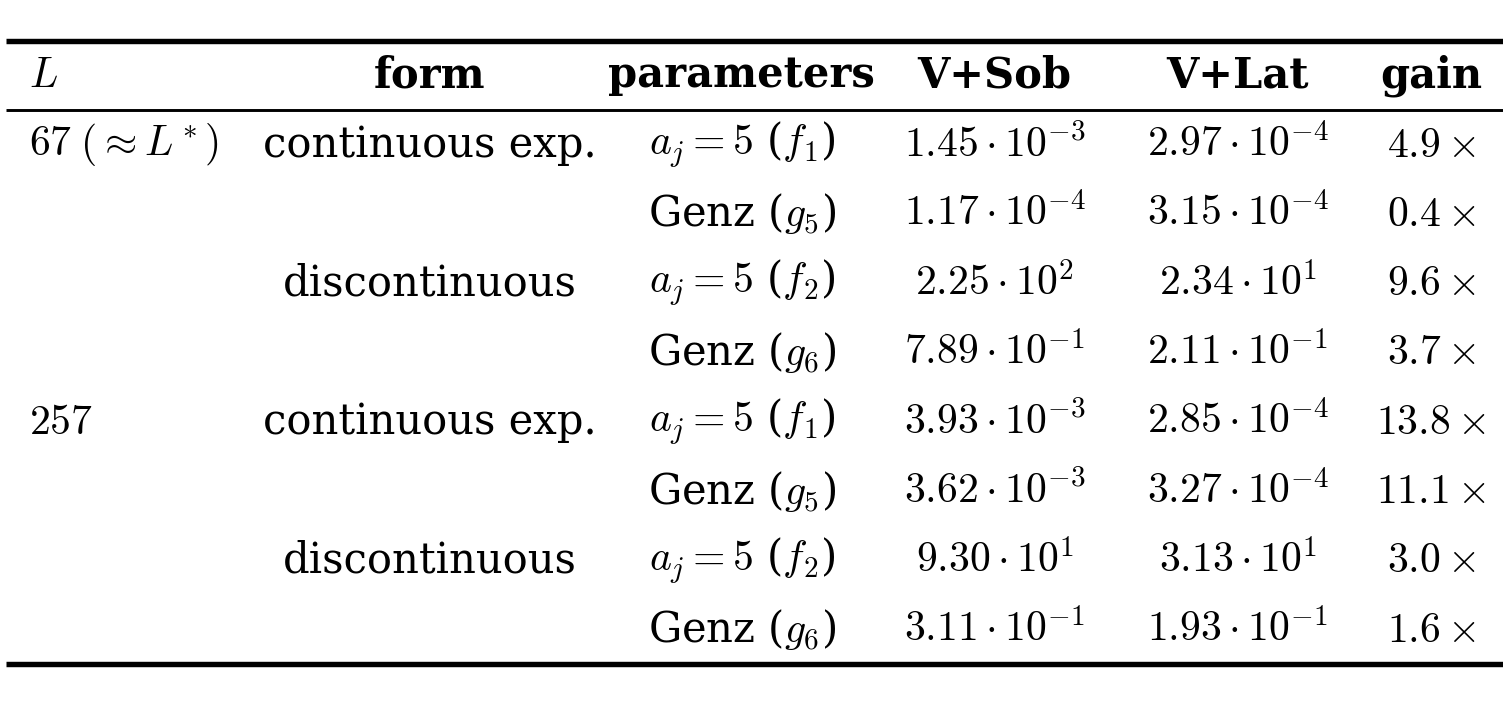 L form parameters V+Sob V+Lat gain
67 (≈ L*) continuous exp. a_j = 5 (f_1) 1.45 · 10^{-3} 2.97 · 10^{-4} 4.9 ×
Genz (g_5) 1.17 · 10^{-4} 3.15 · 10^{-4} 0.4 ×
discontinuous a_j = 5 (f_2) 2.25 · 10^2 2.34 · 10^1 9.6 ×
Genz (g_6) 7.89 · 10^{-1} 2.11 · 10^{-1} 3.7 ×
257 continuous exp. a_j = 5 (f_1) 3.93 · 10^{-3} 2.85 · 10^{-4} 13.8 ×
Genz (g_5) 3.62 · 10^{-3} 3.27 · 10^{-4} 11.1 ×
discontinuous a_j = 5 (f_2) 9.30 · 10^1 3.13 · 10^1 3.0 ×
Genz (g_6) 3.11 · 10^{-1} 1.93 · 10^{-1} 1.6 ×